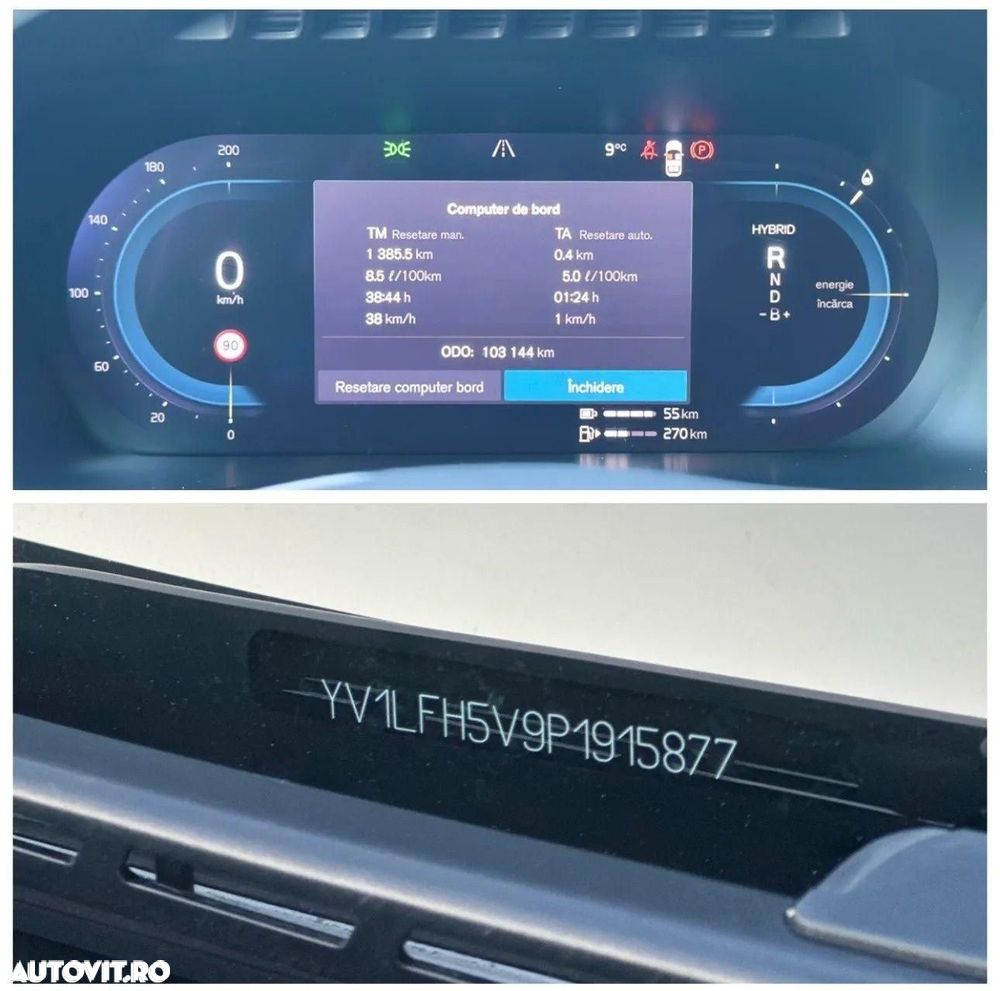 200
180
140
100
60
20
0
0
km/h
90
9°C
P
Computer de bord
TM Resetare man.
1 385.5 km
8.5 ℓ/100km
38:44 h
38 km/h
TA Resetare auto.
0.4 km
5.0 ℓ/100km
01:24 h
1 km/h
ODO: 103 144 km
Resetare computer bord
Închidere
55 km
270 km
HYBRID
R
N
D
-B+
energie
încărca
YV1LFH5V9P1915877
AUTOVIT.RO